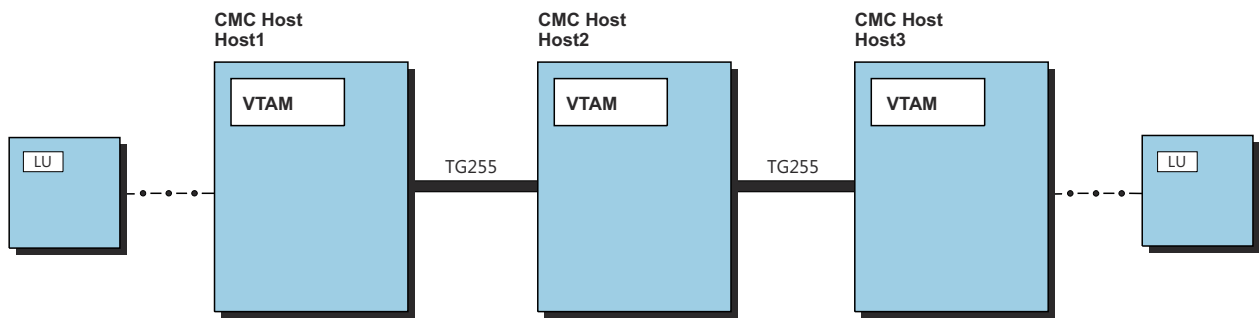 CMC Host
Host1
CMC Host
Host2
CMC Host
Host3
VTAM
VTAM
VTAM
LU
TG255
TG255
LU